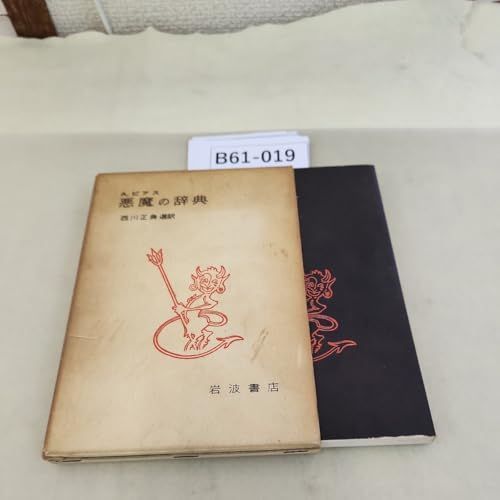 B61-019
A. ビアス
悪魔の辞典
西川正身選訳
岩波書店